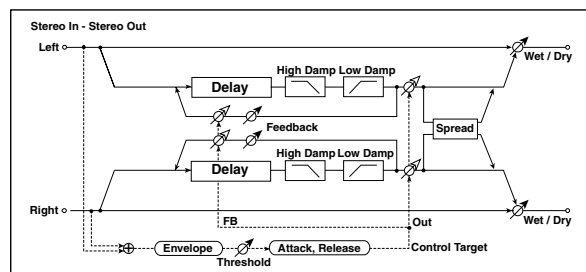 Stereo In - Stereo Out
Left
Wet / Dry
High Damp Low Damp
Delay
Feedback
Spread
High Damp Low Damp
Delay
Right
FB
Out
Wet / Dry
Envelope
Threshold
Attack, Release
Control Target